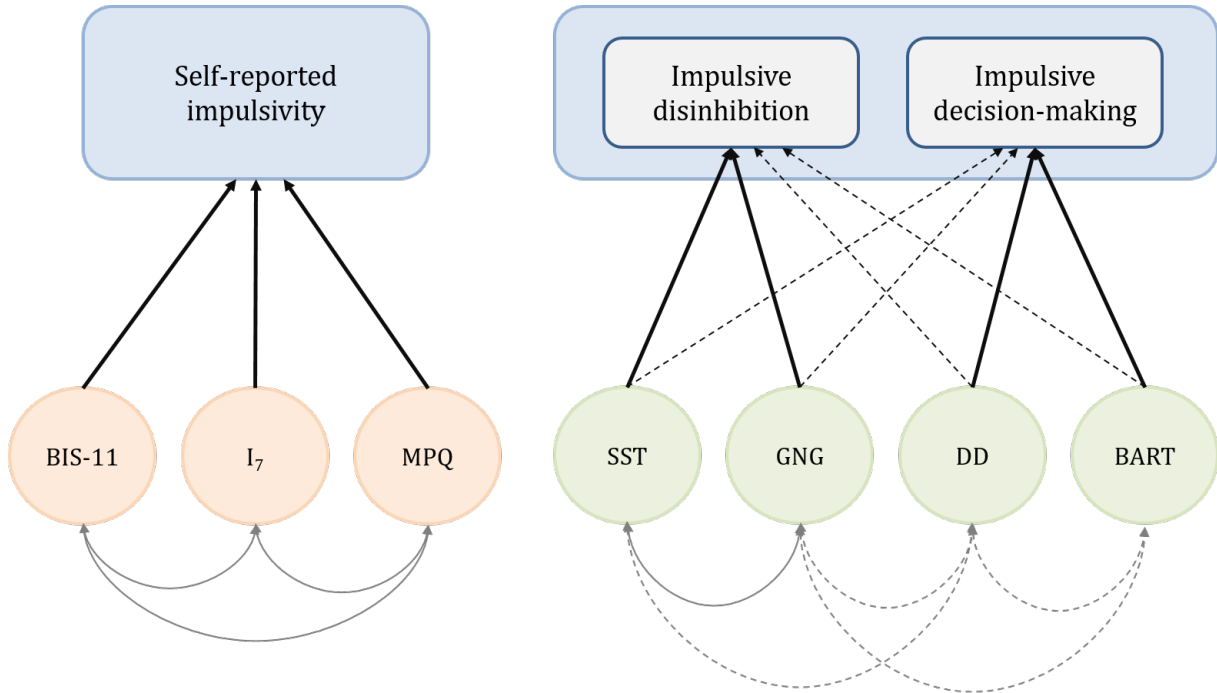 Self-reported
impulsivity
Impulsive
disinhibition
Impulsive
decision-making
BIS-11
I₇
MPQ
SST
GNG
DD
BART